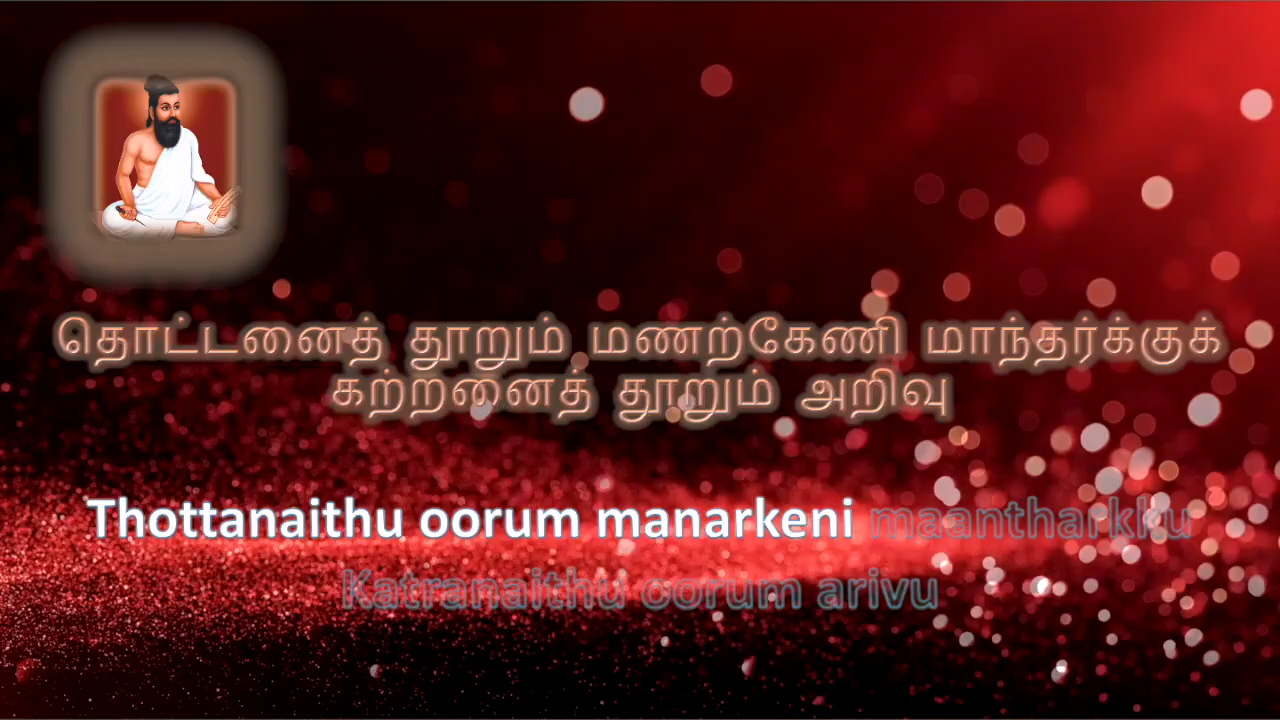 தொட்டனைத் தூறும் மணற்கேணி மாந்தர்க்குக்
கற்றனைத் தூறும் அறிவு
Thottanaithu oorum manarkeni maantharkku
Katranaithu oorum arivu